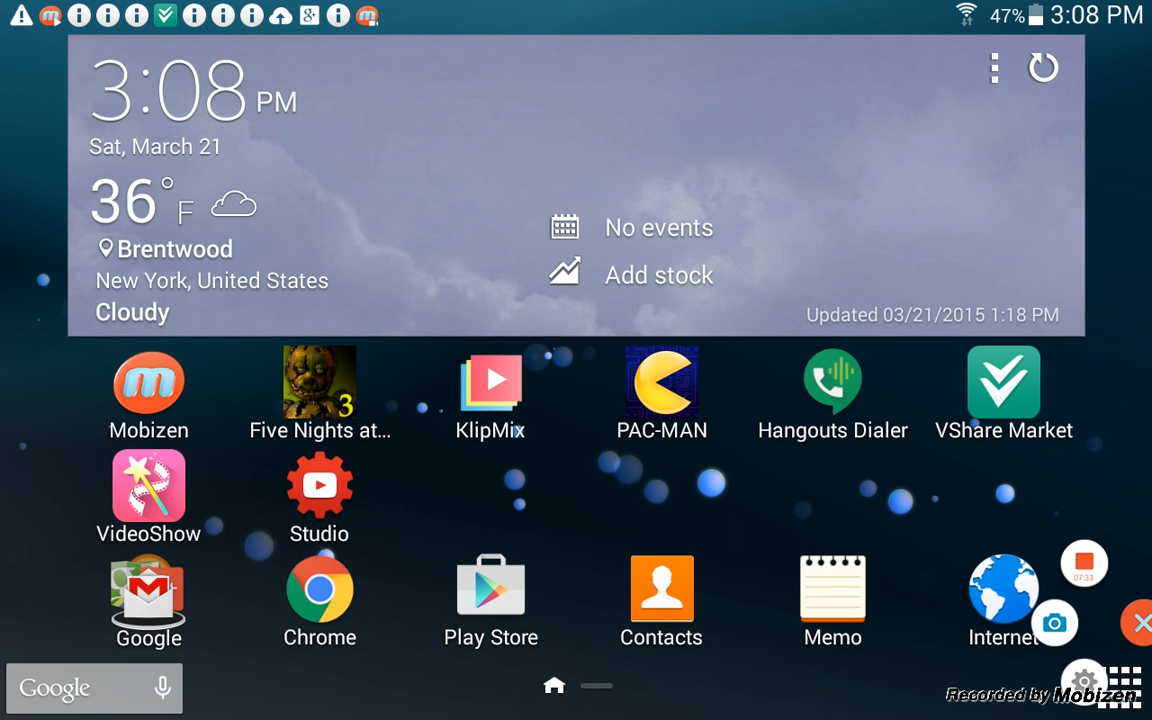 47% 3:08 PM
3:08 PM
Sat, March 21
36°F
Brentwood
New York, United States
Cloudy
No events
Add stock
Updated 03/21/2015 1:18 PM
m
3
Mobizen
Five Nights at...
KlipMix
PAC-MAN
Hangouts Dialer
VShare Market
VideoShow
Studio
07:33
Google
Chrome
Play Store
Contacts
Memo
Internet
Google
Recorded by Mobizen